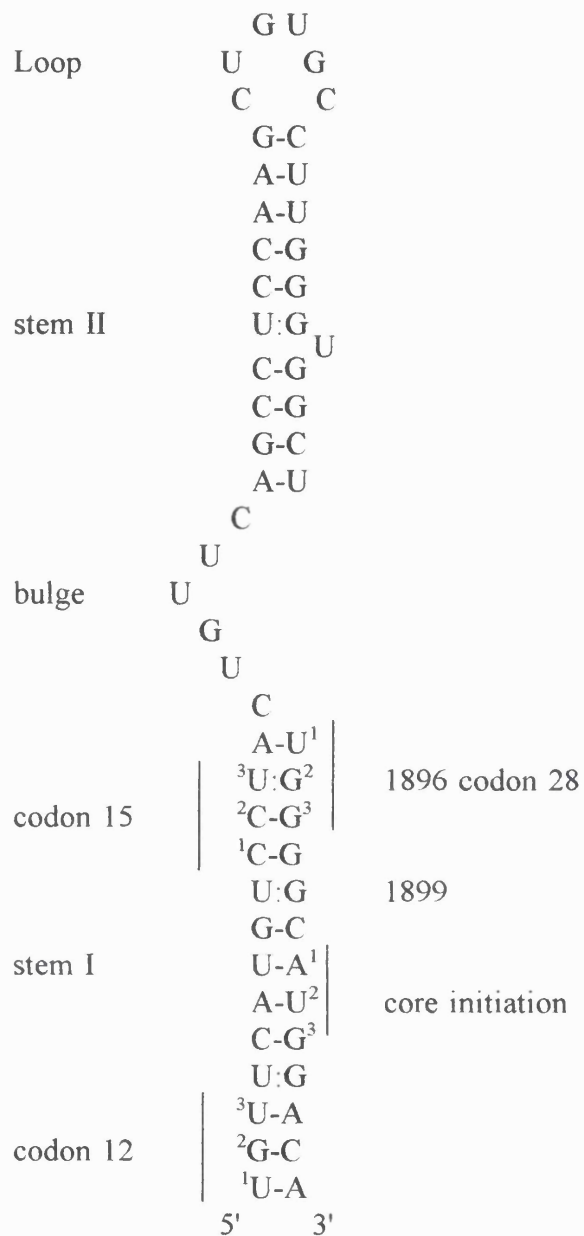 G U
Loop U G
C C
G-C
A-U
A-U
C-G
C-G
stem II U:G
U
C-G
C-G
G-C
A-U
C
U
bulge U
G
U
C
A-U¹
³U:G² 1896 codon 28
codon 15 ²C-G³
¹C-G
U:G 1899
G-C
stem I U-A¹
A-U² core initiation
C-G³
U:G
³U-A
codon 12 ²G-C
¹U-A
5' 3'